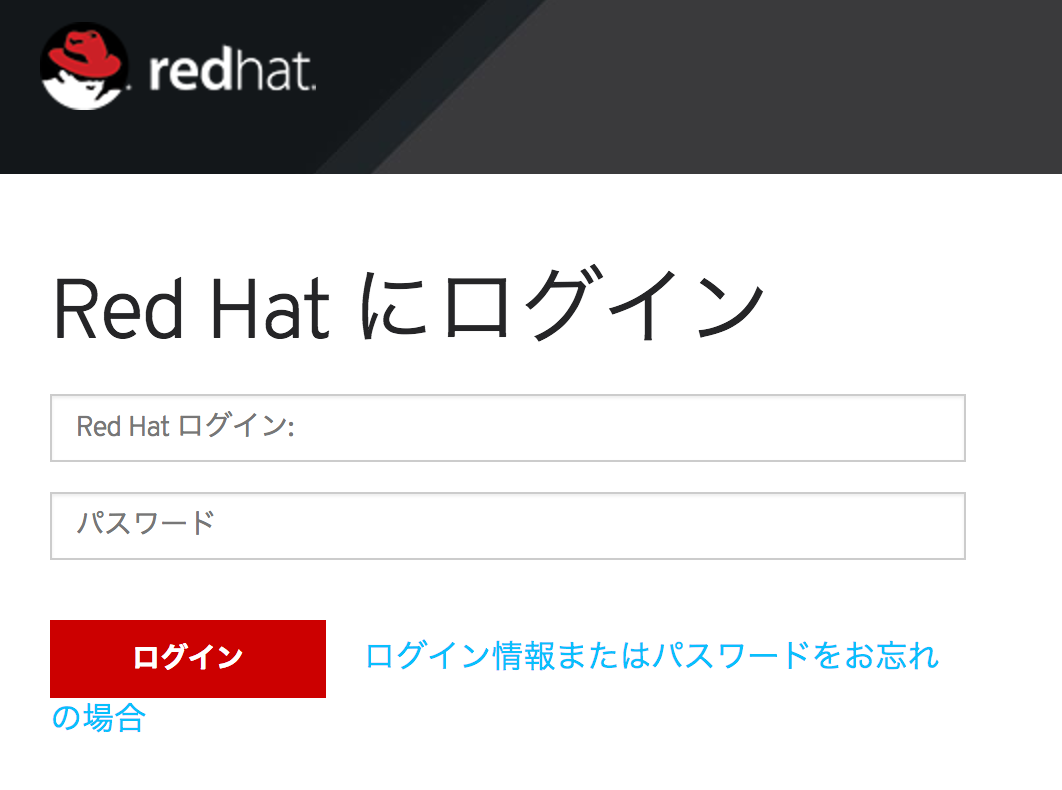 redhat.
Red Hat にログイン
Red Hat ログイン:
パスワード
ログイン ログイン情報またはパスワードをお忘れ
の場合